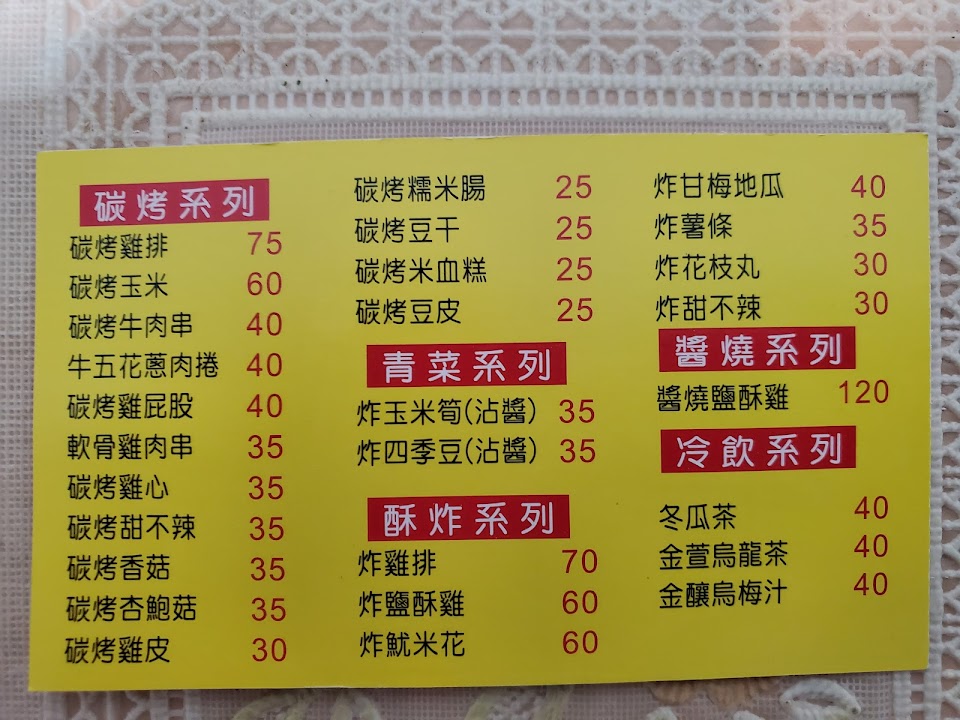 碳烤系列
碳烤雞排 75
碳烤玉米 60
碳烤牛肉串 40
牛五花蔥肉捲 40
碳烤雞屁股 40
軟骨雞肉串 35
碳烤雞心 35
碳烤甜不辣 35
碳烤香菇 35
碳烤杏鮑菇 35
碳烤雞皮 30
碳烤糯米腸 25
碳烤豆干 25
碳烤米血糕 25
碳烤豆皮 25
青菜系列
炸玉米筍(沾醬) 35
炸四季豆(沾醬) 35
酥炸系列
炸雞排 70
炸鹽酥雞 60
炸魷米花 60
炸甘梅地瓜 40
炸薯條 35
炸花枝丸 30
炸甜不辣 30
醬燒系列
醬燒鹽酥雞 120
冷飲系列
冬瓜茶 40
金萱烏龍茶 40
金釀烏梅汁 40